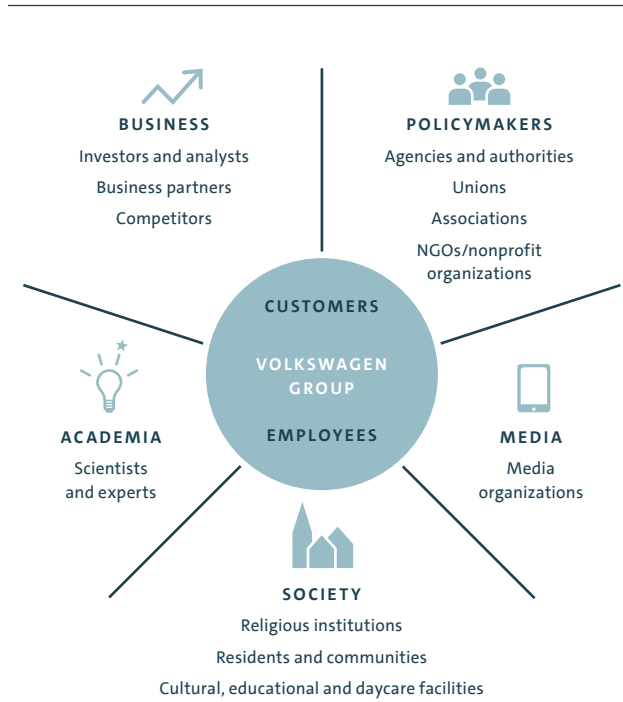 BUSINESS
Investors and analysts
Business partners
Competitors
POLICYMAKERS
Agencies and authorities
Unions
Associations
NGOs/nonprofit
organizations
CUSTOMERS
VOLKSWAGEN
GROUP
EMPLOYEES
ACADEMIA
Scientists
and experts
MEDIA
Media
organizations
SOCIETY
Religious institutions
Residents and communities
Cultural, educational and daycare facilities